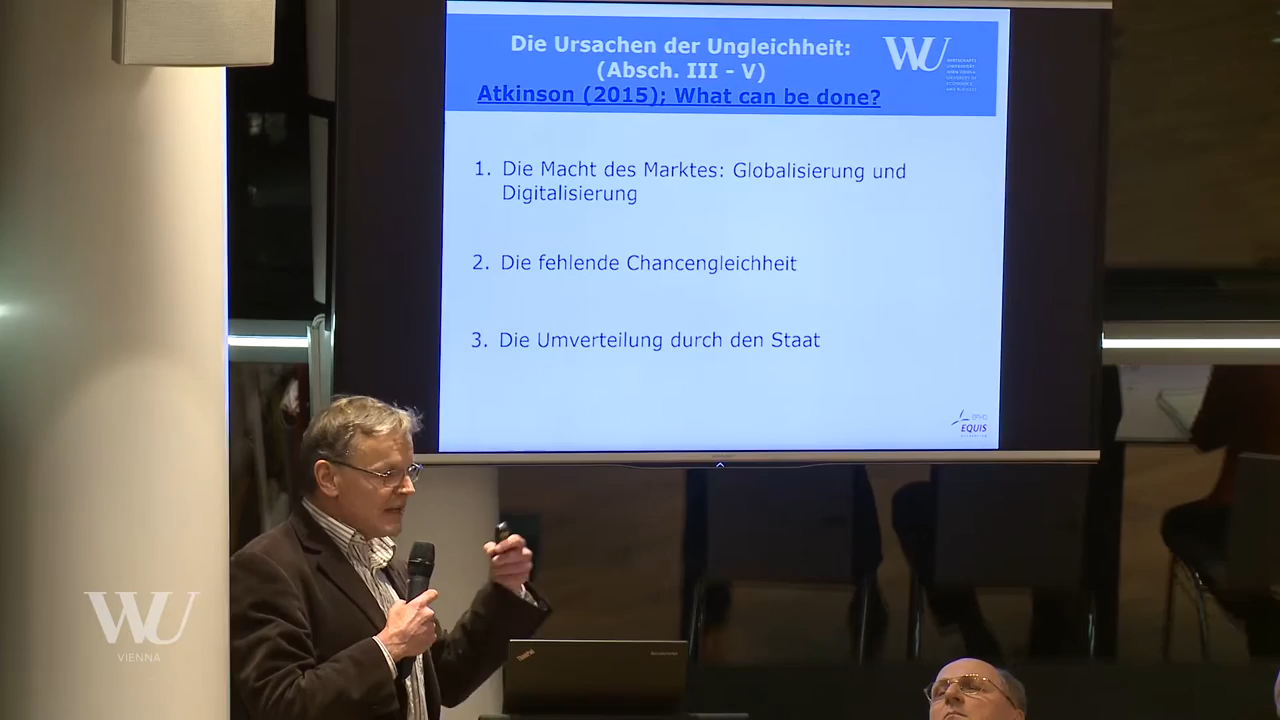 Die Ursachen der Ungleichheit:
(Absch. III - V)
Atkinson (2015); What can be done?
WU
1. Die Macht des Marktes: Globalisierung und
Digitalisierung
2. Die fehlende Chancengleichheit
3. Die Umverteilung durch den Staat
EQUIS
ThinkPad
WU
VIENNA